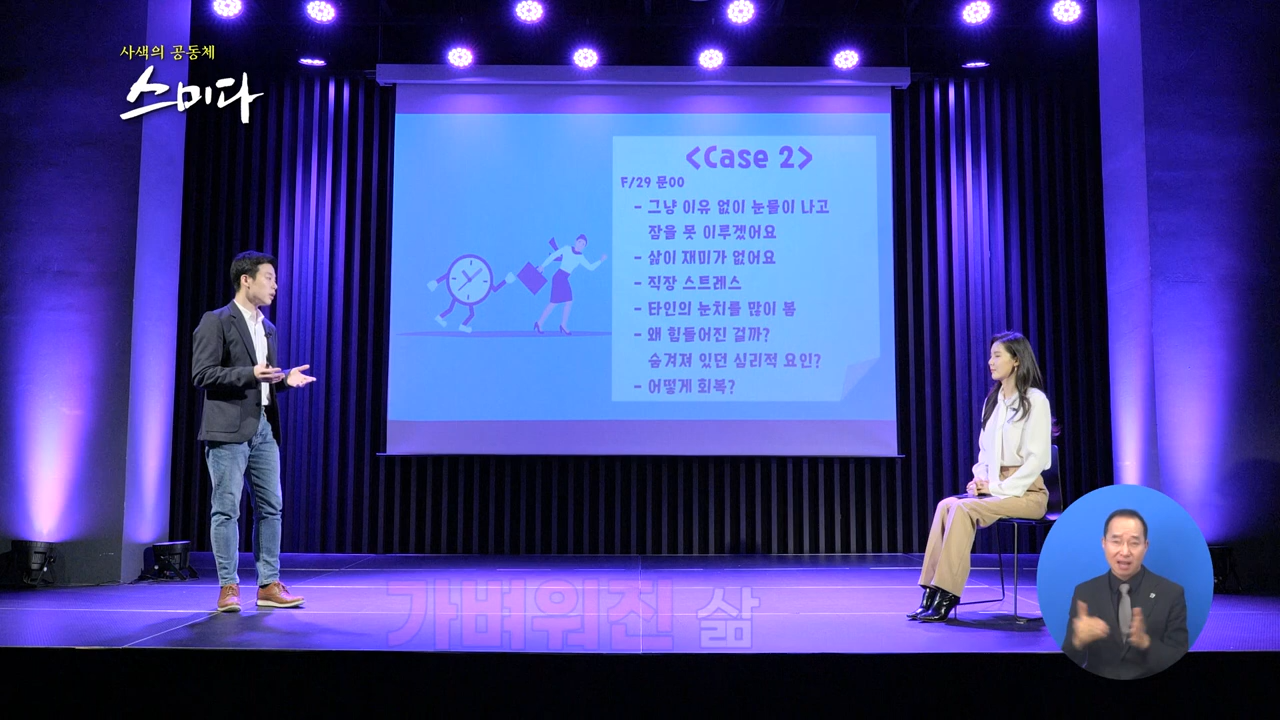 사색의 공동체
스미다
<Case 2>
F/29 문OO
- 그냥 이유 없이 눈물이 나고
잠을 못 이루겠어요
- 삶이 재미가 없어요
- 직장 스트레스
- 타인의 눈치를 많이 봄
- 왜 힘들어진 걸까?
숨겨져 있던 심리적 요인?
- 어떻게 회복?
가벼워진 삶